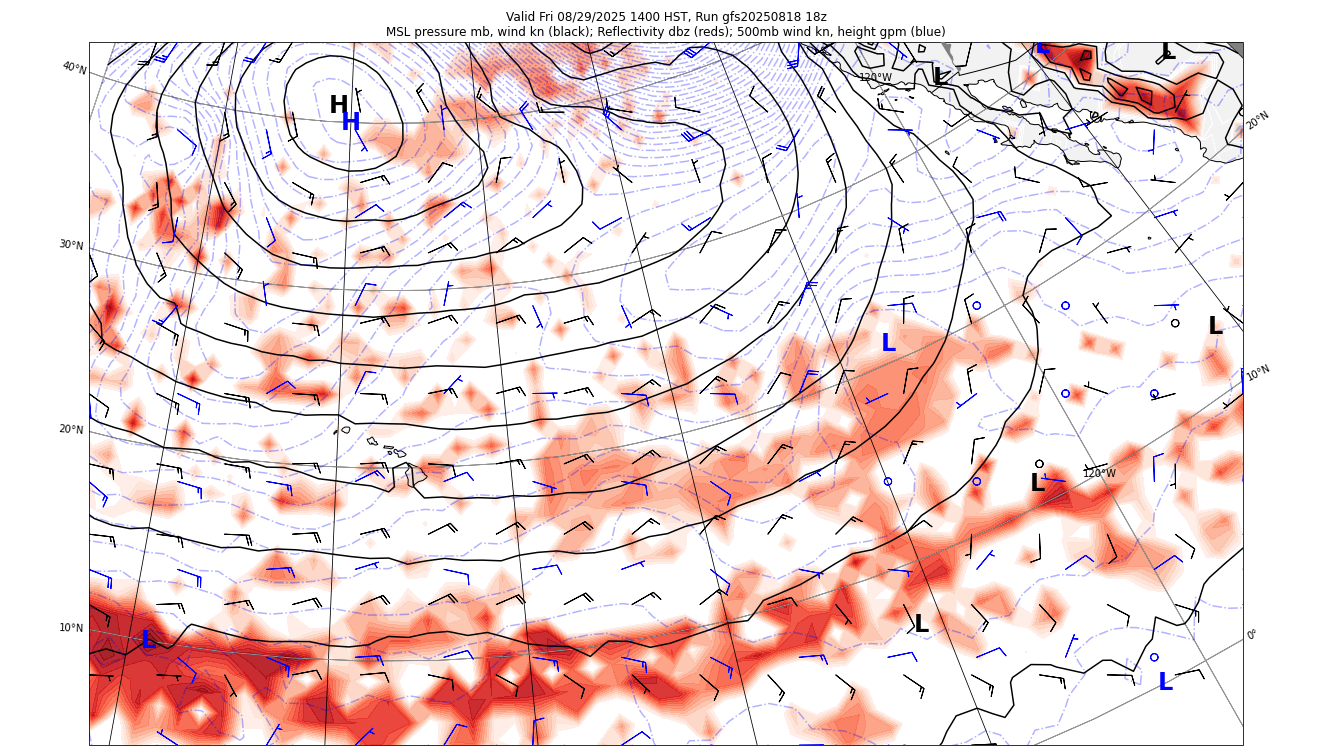 Valid Fri 08/29/2025 1400 HST, Run gfs20250818 18z
MSL pressure mb, wind kn (black); Reflectivity dbz (reds); 500mb wind kn, height gpm (blue)
L
L
40°N
120°W
L
H
H
20°N
30°N
L
L
10°N
20°N
120°W
L
10°N
L
L
0°
L